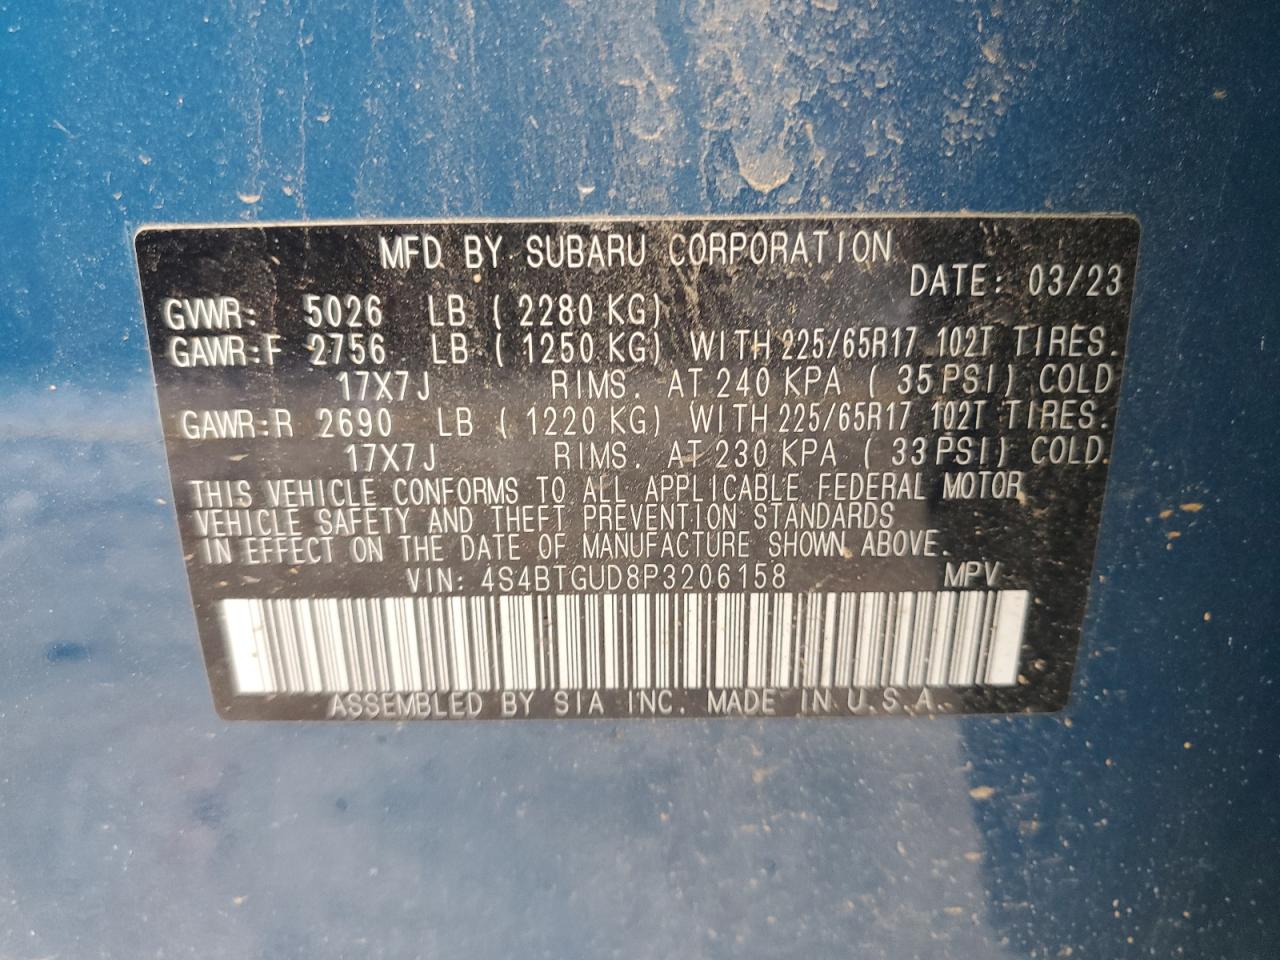 MFD BY SUBARU CORPORATION
DATE: 03/23
GVWR: 5026 LB ( 2280 KG)
GAWR:F 2756 LB ( 1250 KG) WITH 225/65R17 102T TIRES.
17X7J RIMS. AT 240 KPA ( 35 PSI) COLD
GAWR:R 2690 LB ( 1220 KG) WITH 225/65R17 102T TIRES.
17X7J RIMS. AT 230 KPA ( 33 PSI) COLD.
THIS VEHICLE CONFORMS TO ALL APPLICABLE FEDERAL MOTOR
VEHICLE SAFETY AND THEFT PREVENTION STANDARDS
IN EFFECT ON THE DATE OF MANUFACTURE SHOWN ABOVE.
VIN: 4S4BTGUD8P3206158 MPV
ASSEMBLED BY SIA INC. MADE IN U.S.A.